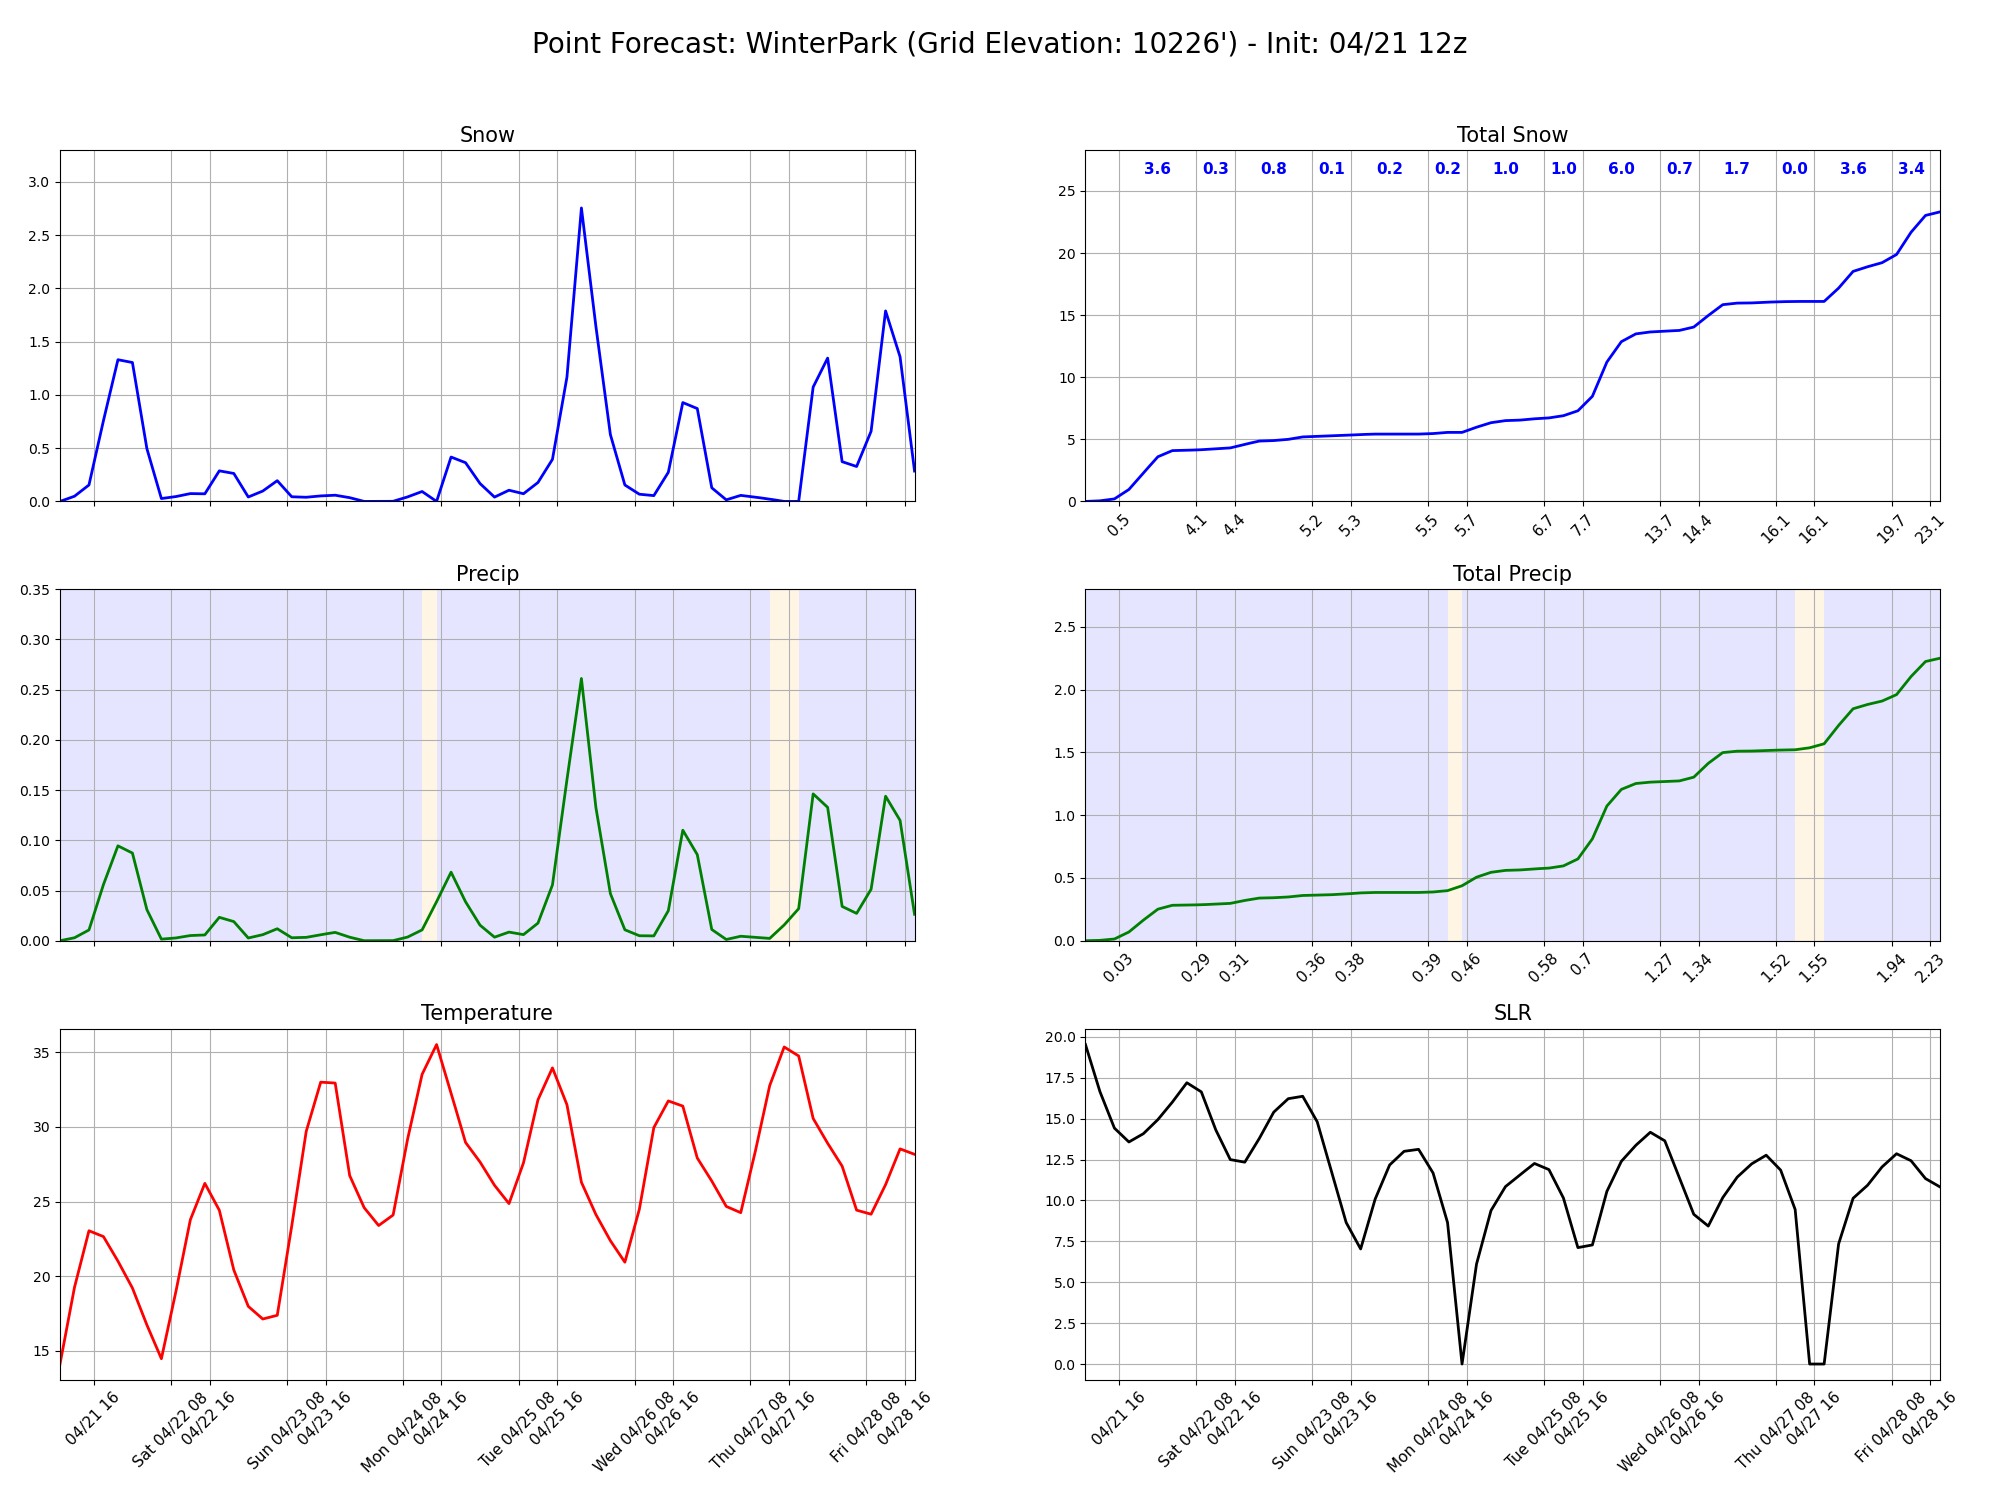 Point Forecast: WinterPark (Grid Elevation: 10226') - Init: 04/21 12z
Snow
3.0
2.5
2.0
1.5
1.0
0.5
0.0
Total Snow
3.6 0.3 0.8 0.1 0.2 0.2 1.0 1.0 6.0 0.7 1.7 0.0 3.6 3.4
25
20
15
10
5
0
0.5 4.1 4.4 5.2 5.3 5.5 5.7 6.7 7.7 13.7 14.4 16.1 16.1 19.7 23.1
Precip
0.35
0.30
0.25
0.20
0.15
0.10
0.05
0.00
Total Precip
2.5
2.0
1.5
1.0
0.5
0.0
0.03 0.29 0.31 0.36 0.38 0.39 0.46 0.58 0.7 1.27 1.34 1.52 1.55 1.94 2.23
Temperature
35
30
25
20
15
04/21 16
Sat 04/22 08
04/22 16
Sun 04/23 08
04/23 16
Mon 04/24 08
04/24 16
Tue 04/25 08
04/25 16
Wed 04/26 08
04/26 16
Thu 04/27 08
04/27 16
Fri 04/28 08
04/28 16
SLR
20.0
17.5
15.0
12.5
10.0
7.5
5.0
2.5
0.0
04/21 16
Sat 04/22 08
04/22 16
Sun 04/23 08
04/23 16
Mon 04/24 08
04/24 16
Tue 04/25 08
04/25 16
Wed 04/26 08
04/26 16
Thu 04/27 08
04/27 16
Fri 04/28 08
04/28 16